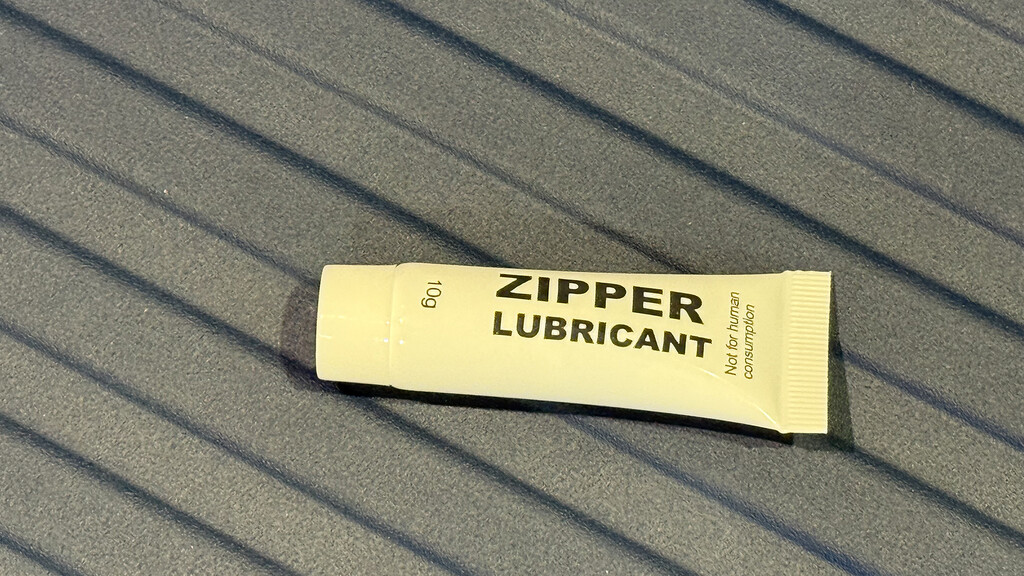 10g
ZIPPER
LUBRICANT
Not for human
consumption